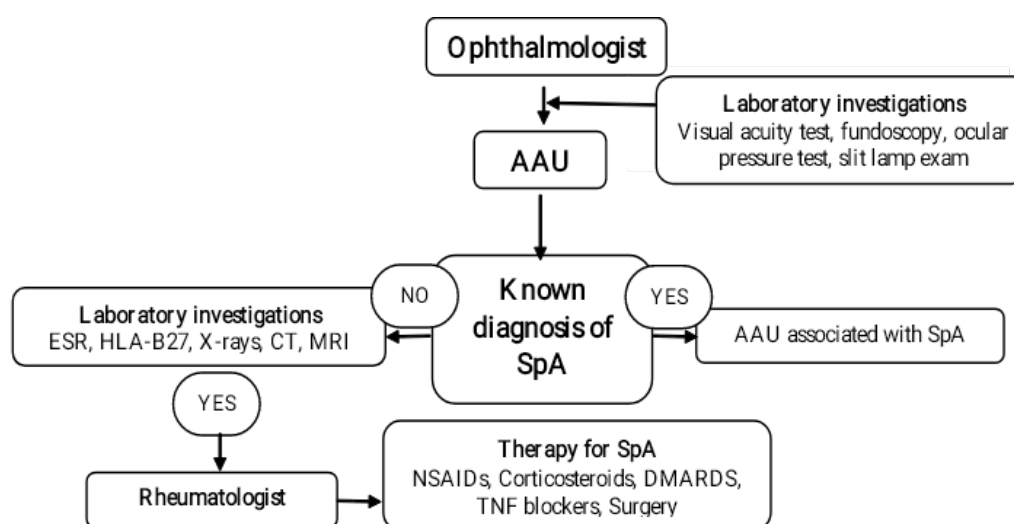 Ophthalmologist
Laboratory investigations
Visual acuity test, fundoscopy, ocular
pressure test, slit lamp exam
AAU
NO
Known
diagnosis of
SpA
YES
Laboratory investigations
ESR, HLA-B27, X-rays, CT, MRI
AAU associated with SpA
YES
Rheumatologist
Therapy for SpA
NSAIDs, Corticosteroids, DMARDS,
TNF blockers, Surgery